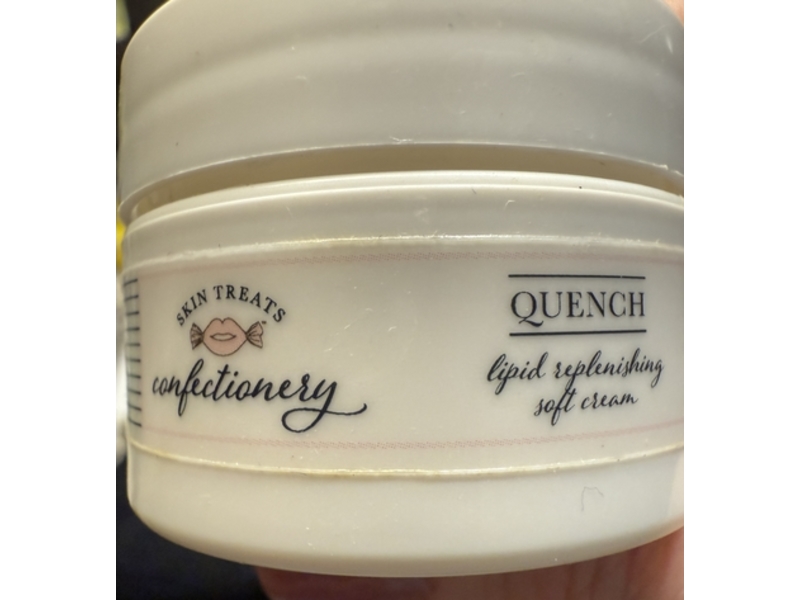 SKIN TREATS
confectionery
QUENCH
lipid replenishing
soft cream